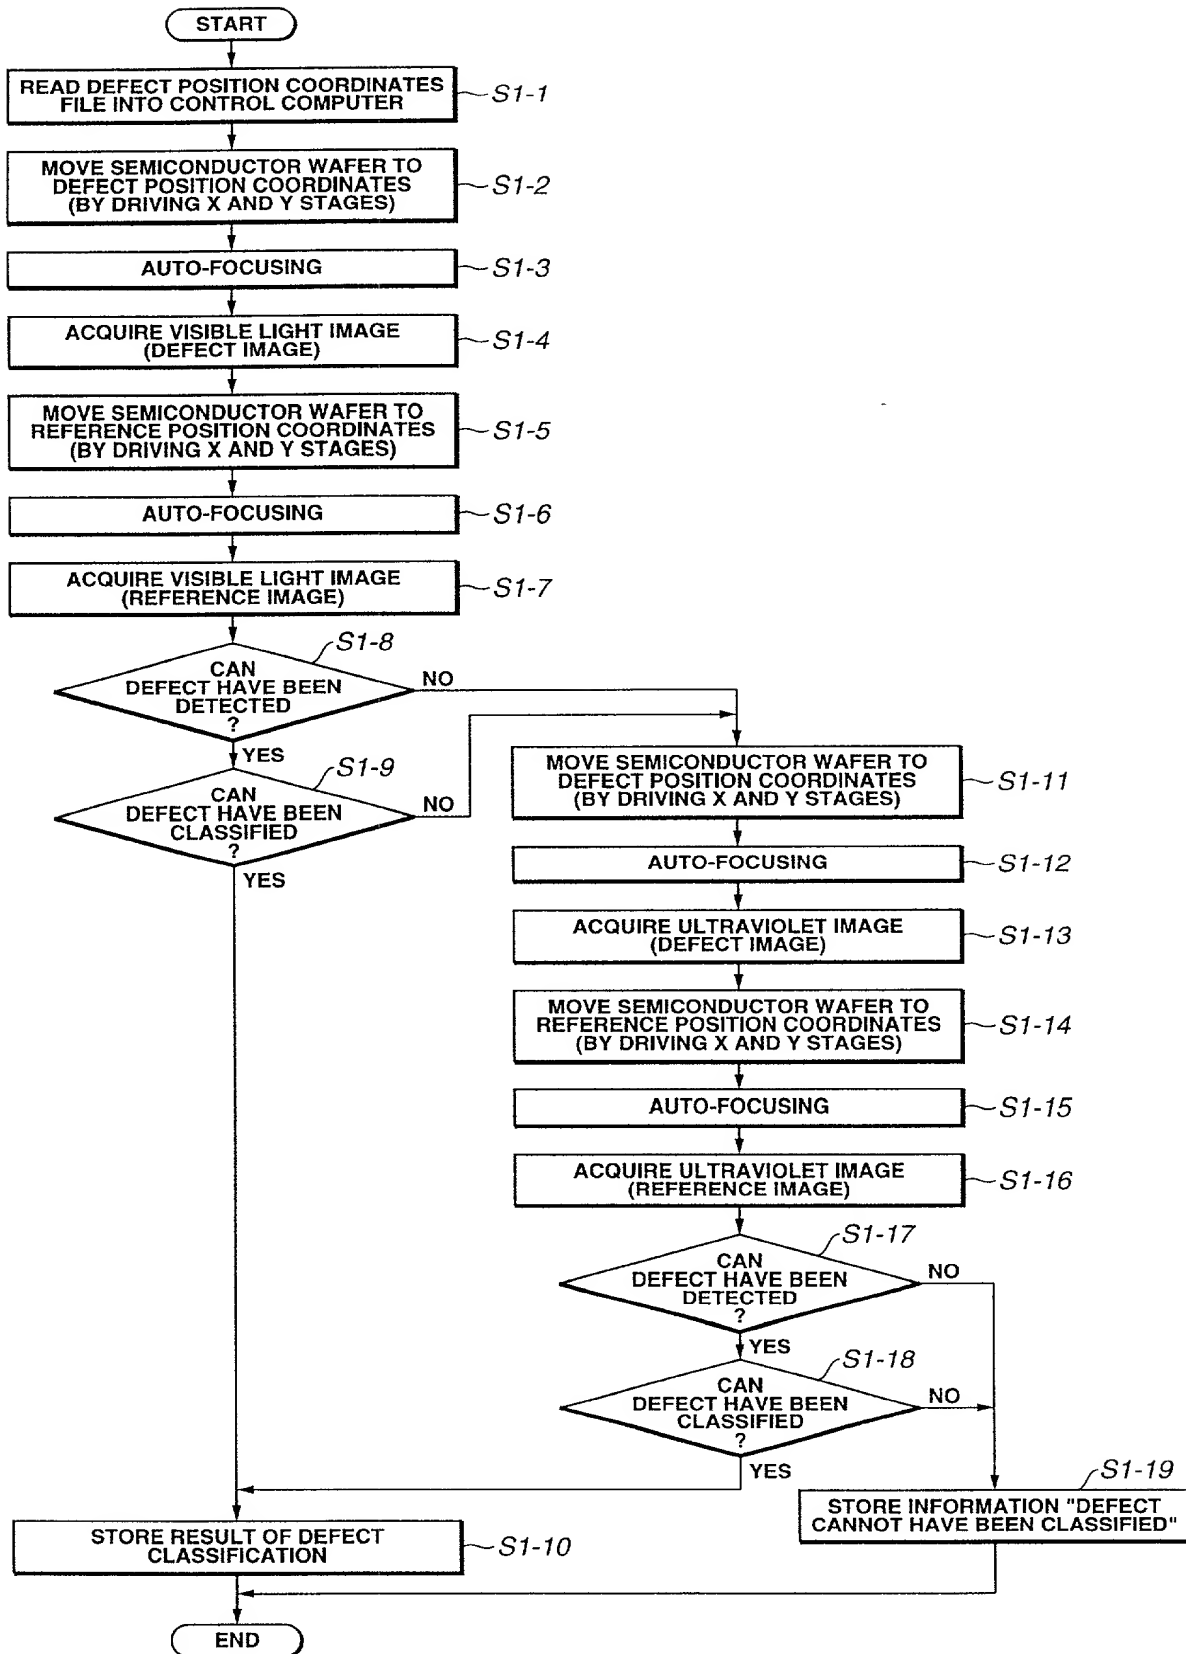 START
READ DEFECT POSITION COORDINATES
FILE INTO CONTROL COMPUTER
S1-1
MOVE SEMICONDUCTOR WAFER TO
DEFECT POSITION COORDINATES
(BY DRIVING X AND Y STAGES)
S1-2
AUTO-FOCUSING
S1-3
ACQUIRE VISIBLE LIGHT IMAGE
(DEFECT IMAGE)
S1-4
MOVE SEMICONDUCTOR WAFER TO
REFERENCE POSITION COORDINATES
(BY DRIVING X AND Y STAGES)
S1-5
AUTO-FOCUSING
S1-6
ACQUIRE VISIBLE LIGHT IMAGE
(REFERENCE IMAGE)
S1-7
S1-8
CAN
DEFECT HAVE BEEN
DETECTED
?
NO
YES
S1-9
CAN
DEFECT HAVE BEEN
CLASSIFIED
?
NO
YES
MOVE SEMICONDUCTOR WAFER TO
DEFECT POSITION COORDINATES
(BY DRIVING X AND Y STAGES)
S1-11
AUTO-FOCUSING
S1-12
ACQUIRE ULTRAVIOLET IMAGE
(DEFECT IMAGE)
S1-13
MOVE SEMICONDUCTOR WAFER TO
REFERENCE POSITION COORDINATES
(BY DRIVING X AND Y STAGES)
S1-14
AUTO-FOCUSING
S1-15
ACQUIRE ULTRAVIOLET IMAGE
(REFERENCE IMAGE)
S1-16
S1-17
CAN
DEFECT HAVE BEEN
DETECTED
?
NO
YES
S1-18
CAN
DEFECT HAVE BEEN
CLASSIFIED
?
NO
YES
S1-19
STORE INFORMATION "DEFECT
CANNOT HAVE BEEN CLASSIFIED"
STORE RESULT OF DEFECT
CLASSIFICATION
S1-10
END